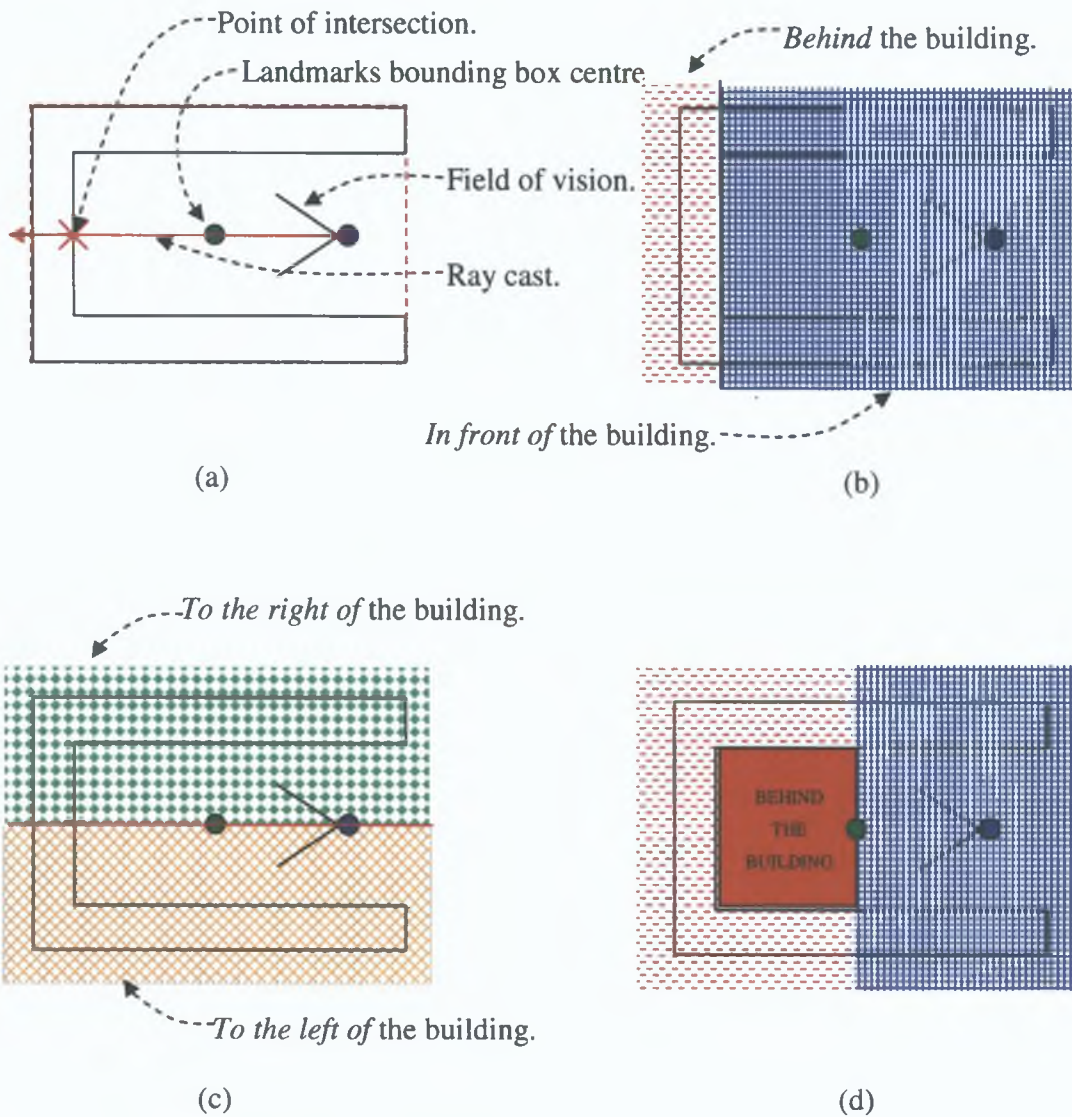 Point of intersection.
Landmarks bounding box centre
Field of vision.
Ray cast.
(a)
Behind the building.
In front of the building.
(b)
To the right of the building.
To the left of the building.
(c)
BEHIND
THE
BUILDING
(d)